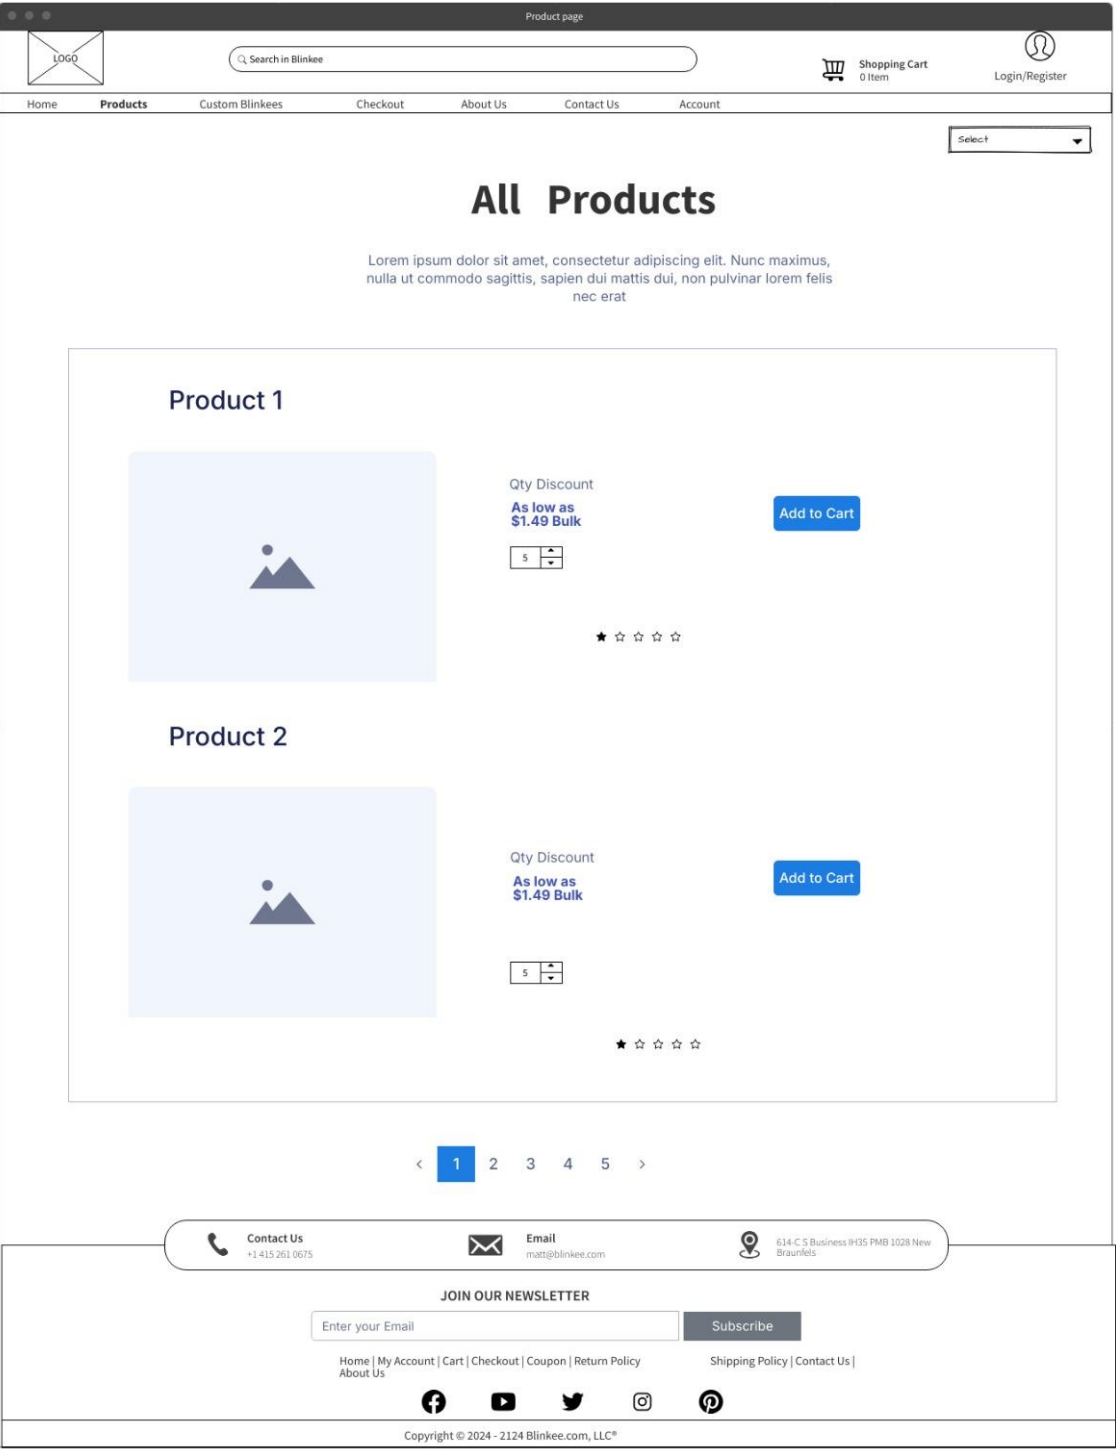 Product page
LOGO
Search in Blinkee
Shopping Cart
0 Item
Login/Register
Home Products Custom Blinkees Checkout About Us Contact Us Account
Select
All Products
Lorem ipsum dolor sit amet, consectetur adipiscing elit. Nunc maximus,
nulla ut commodo sagittis, sapien dui mattis dui, non pulvinar lorem felis
nec erat
Product 1
Qty Discount
As low as
$1.49 Bulk
Add to Cart
5
Product 2
Qty Discount
As low as
$1.49 Bulk
Add to Cart
5
< 1 2 3 4 5 >
Contact Us
+1 415 261 0675
Email
matt@blinkee.com
614-C S Business IH35 PMB 1028 New
Braunfels
JOIN OUR NEWSLETTER
Enter your Email
Subscribe
Home | My Account | Cart | Checkout | Coupon | Return Policy
About Us
Shipping Policy | Contact Us |
Copyright © 2024 - 2124 Blinkee.com, LLC®